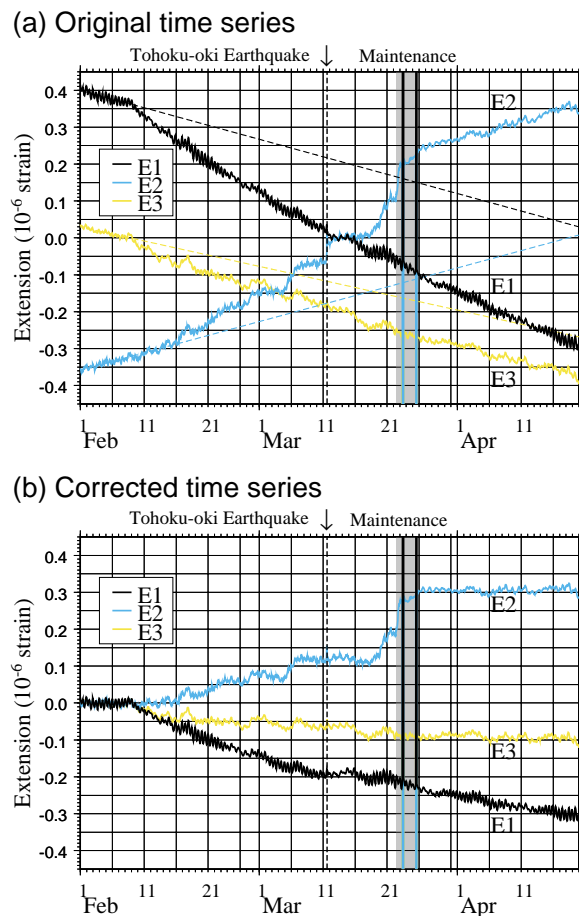 (a) Original time series
Tohoku-oki Earthquake ↓ Maintenance
Extension (10-6 strain)
0.4
0.3
0.2
0.1
0.0
-0.1
-0.2
-0.3
-0.4
E1
E2
E3
E2
E1
E3
1 11 21 1 11 21 1 11
Feb Mar Apr
(b) Corrected time series
Tohoku-oki Earthquake ↓ Maintenance
Extension (10-6 strain)
0.4
0.3
0.2
0.1
0.0
-0.1
-0.2
-0.3
-0.4
E1
E2
E3
E2
E3
E1
1 11 21 1 11 21 1 11
Feb Mar Apr